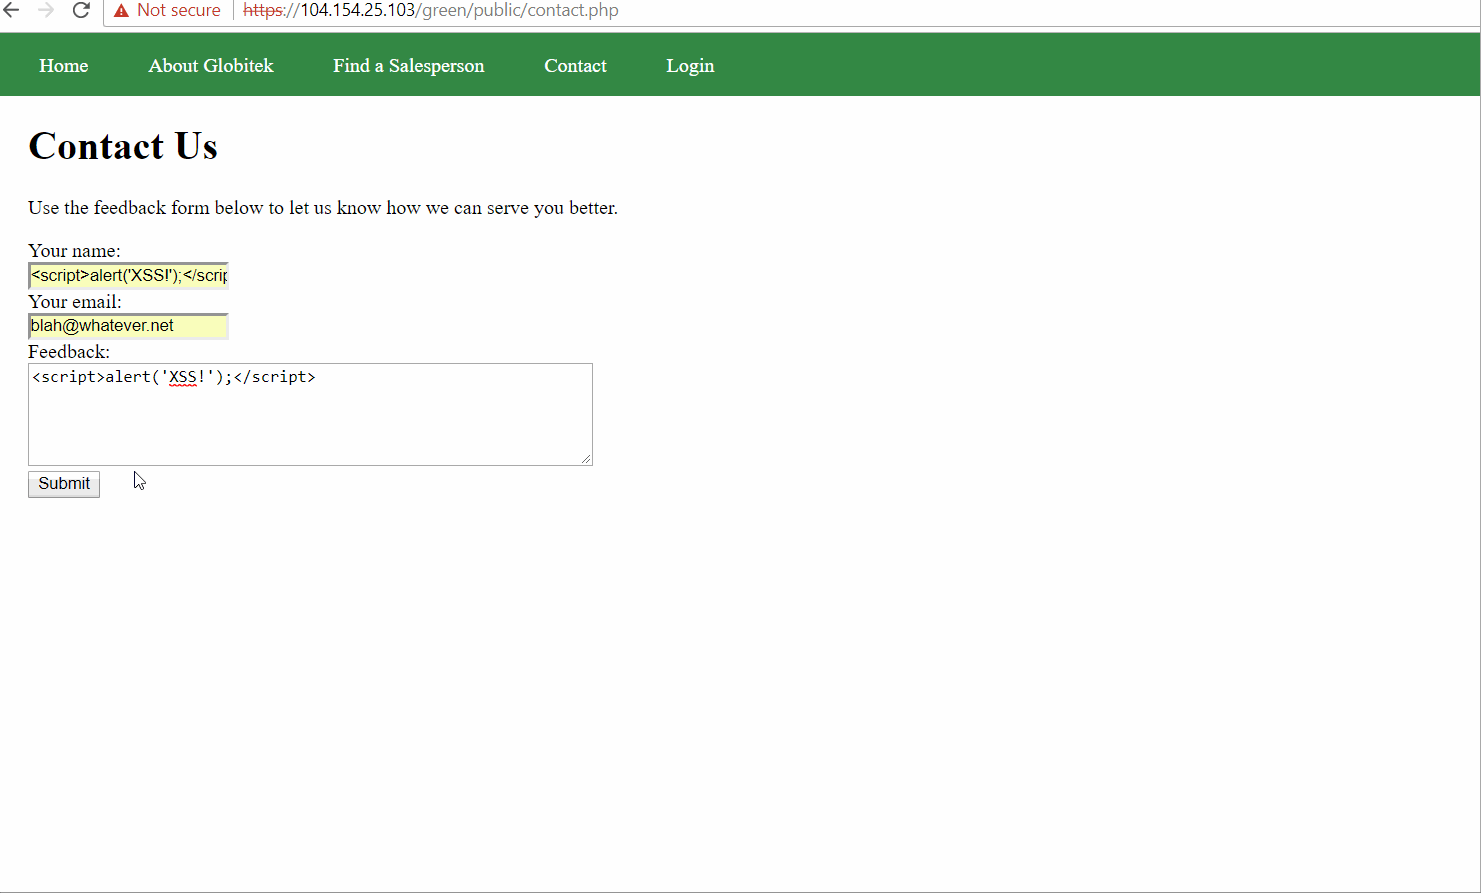 Not secure https://104.154.25.103/green/public/contact.php
Home About Globitek Find a Salesperson Contact Login
Contact Us
Use the feedback form below to let us know how we can serve you better.
Your name:
<script>alert('XSS!');</scrip
Your email:
blah@whatever.net
Feedback:
<script>alert('XSS!');</script>
Submit